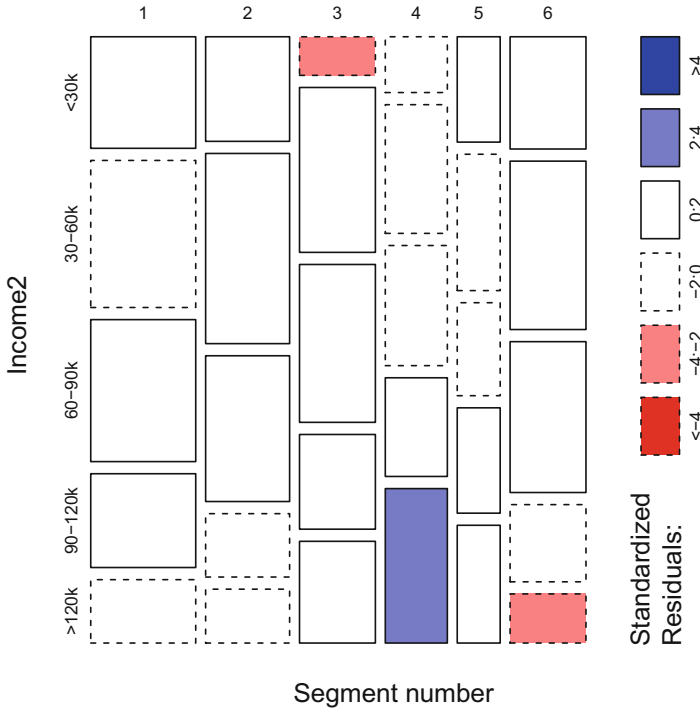 1 2 3 4 5 6
<30k
30−60k
60−90k
90−120k
>120k
Income2
Segment number
Standardized
Residuals:
<−4
−4:−2
−2:0
0:2
2:4
>4